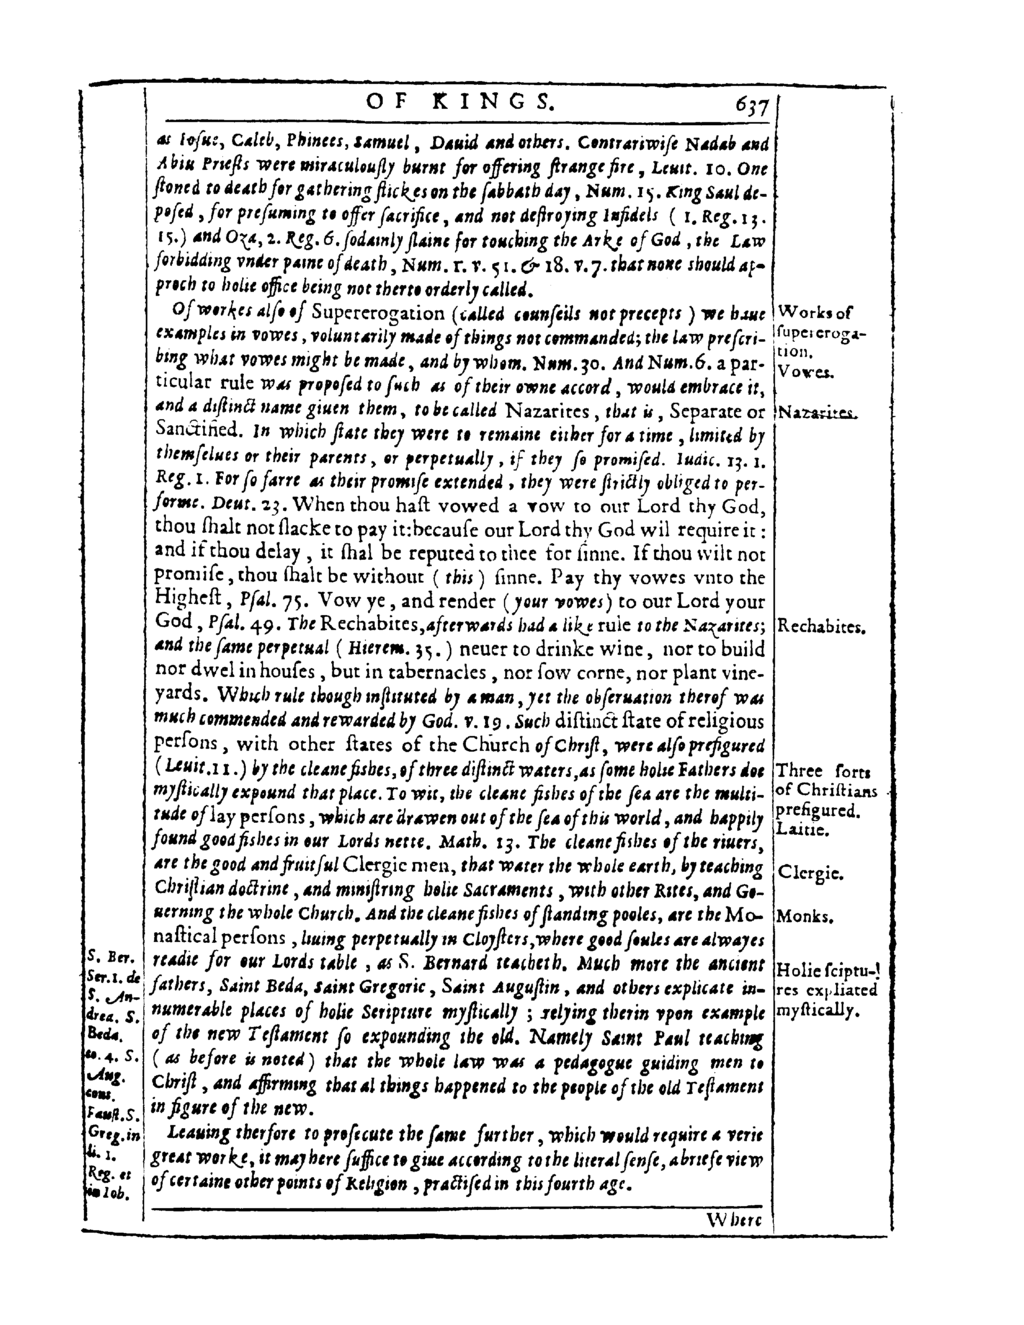 OF KINGS. 637
as Iosue, Caleb, Phinees, Samuel, Dauid and others. Contrariwise Nadab and
Abiu Priests were miraculously burnt for offering strange fire, Leuit. 10. One
stoned to death for gathering stickes on the sabbath day, Num. 15. King Saul de-
posed, for presuming to offer sacrifice, and not destroying Infidels ( 1. Reg. 13.
15.) and Oza, 2. Reg. 6. sodainly slaine for touching the Arke of God, the Law
forbidding vnder paine of death, Num. 1. v. 51. & 18. v. 7. that none should ap-
proch to holie office being not therto orderly called.
Of workes also of Supererogation (called counseils not precepts ) we haue
examples in vowes, voluntarily made of things not commanded; the law prescri-
bing what vowes might be made, and by whom. Num. 30. And Num. 6. a par-
ticular rule was proposed to such as of their owne accord, would embrace it,
and a distinct name giuen them, to be called Nazarites, that is, Separate or
Sanctified. In which state they were to remaine either for a time, limited by
themselues or their parents, or perpetually, if they so promised. Iudic. 13. 1.
Reg. 1. For so farre as their promise extended, they were strictly obliged to per-
forme. Deut. 23. When thou hast vowed a vow to our Lord thy God,
thou shalt not slacke to pay it: because our Lord thy God wil require it:
and if thou delay, it shal be reputed to thee for sinne. If thou wilt not
promise, thou shalt be without ( this ) sinne. Pay thy vowes vnto the
Highest, Psal. 75. Vow ye, and render ( your vowes) to our Lord your
God, Psal. 49. The Rechabites, afterwards had a like rule to the Nazarites;
and the same perpetual ( Hierem. 35. ) neuer to drinke wine, nor to build
nor dwel in houses, but in tabernacles, nor sow corne, nor plant vine-
yards. Which rule though instituted by a man, yet the obseruation therof was
much commended and rewarded by God. v. 19. Such distinct state of religious
persons, with other states of the Church of Christ, were also prefigured
( Leuit. 11. ) by the cleane fishes, of three distinct waters, as some holie Fathers doe
mystically expound that place. To wit, the cleane fishes of the sea are the multi-
tude of lay persons, which are drawen out of the sea of this world, and happily
found good fishes in our Lords nette. Math. 13. The cleane fishes of the riuers,
are the good and fruitful Clergic men, that water the whole earth, by teaching
Christian doctrine, and ministring holie Sacraments, with other Rites, and Go-
uerning the whole Church. And the cleane fishes of standing pooles, are the Mo-
nastical persons, liuing perpetually in Cloysters, where good soules are alwayes
readie for our Lords table, as S. Bernard teacheth. Much more the ancient
fathers, Saint Beda, Saint Gregorie, Saint Augustin, and others explicate in-
numerable places of holie Scripture mystically ; relying therin vpon example
of the new Testament so expounding the old. Namely Saint Paul teaching
( as before is noted ) that the whole law was a pedagogue guiding men to
Christ, and affirming that al things happened to the people of the old Testament
in figure of the new.
Leauing therfore to prosecute the same further, which would require a verie
great worke, it may here suffice to giue according to the literal sense, a briefe view
of certaine other points of Religion, practised in this fourth age.
Where
Works of
supereroga-
tion.
Vowes.
Nazarites.
Rechabites.
Three sorts
of Christians
prefigured.
Laitie.
Clergie.
Monks.
Holie sciptu-
res expliated
mystically.
S. Ber.
Ser. 1. de
S. An-
drea. S.
Beda.
to. 4. S.
Aug.
cont.
Faust. S.
Greg. in
li. 1.
Reg. et
in Iob.